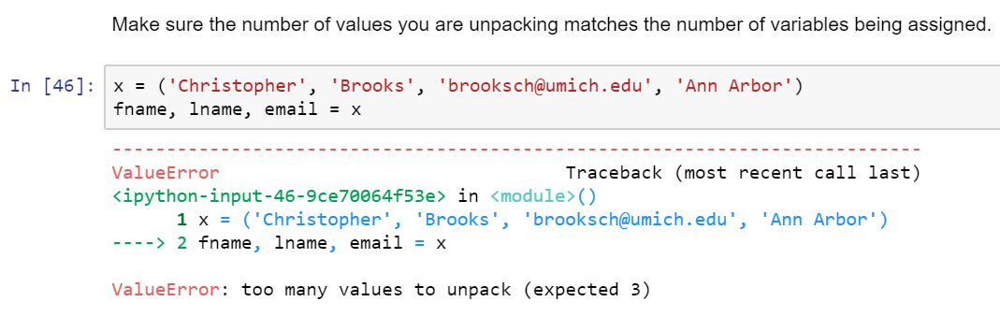 Make sure the number of values you are unpacking matches the number of variables being assigned.
In [46]: x = ('Christopher', 'Brooks', 'brooksch@umich.edu', 'Ann Arbor')
fname, lname, email = x
---------------------------------------------------------------------------
ValueError Traceback (most recent call last)
<ipython-input-46-9ce70064f53e> in <module>()
1 x = ('Christopher', 'Brooks', 'brooksch@umich.edu', 'Ann Arbor')
----> 2 fname, lname, email = x
ValueError: too many values to unpack (expected 3)